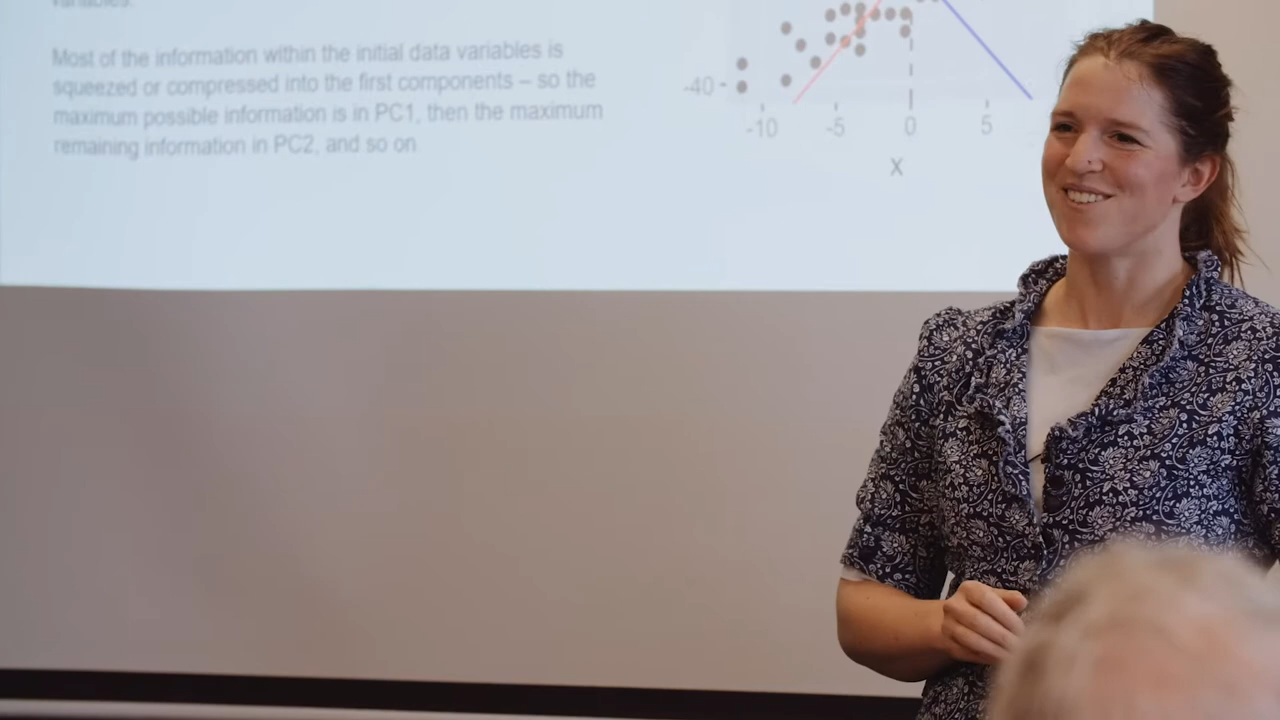 variables.
Most of the information within the initial data variables is
squeezed or compressed into the first components – so the
maximum possible information is in PC1, then the maximum
remaining information in PC2, and so on
-40
-10 -5 0 5
X